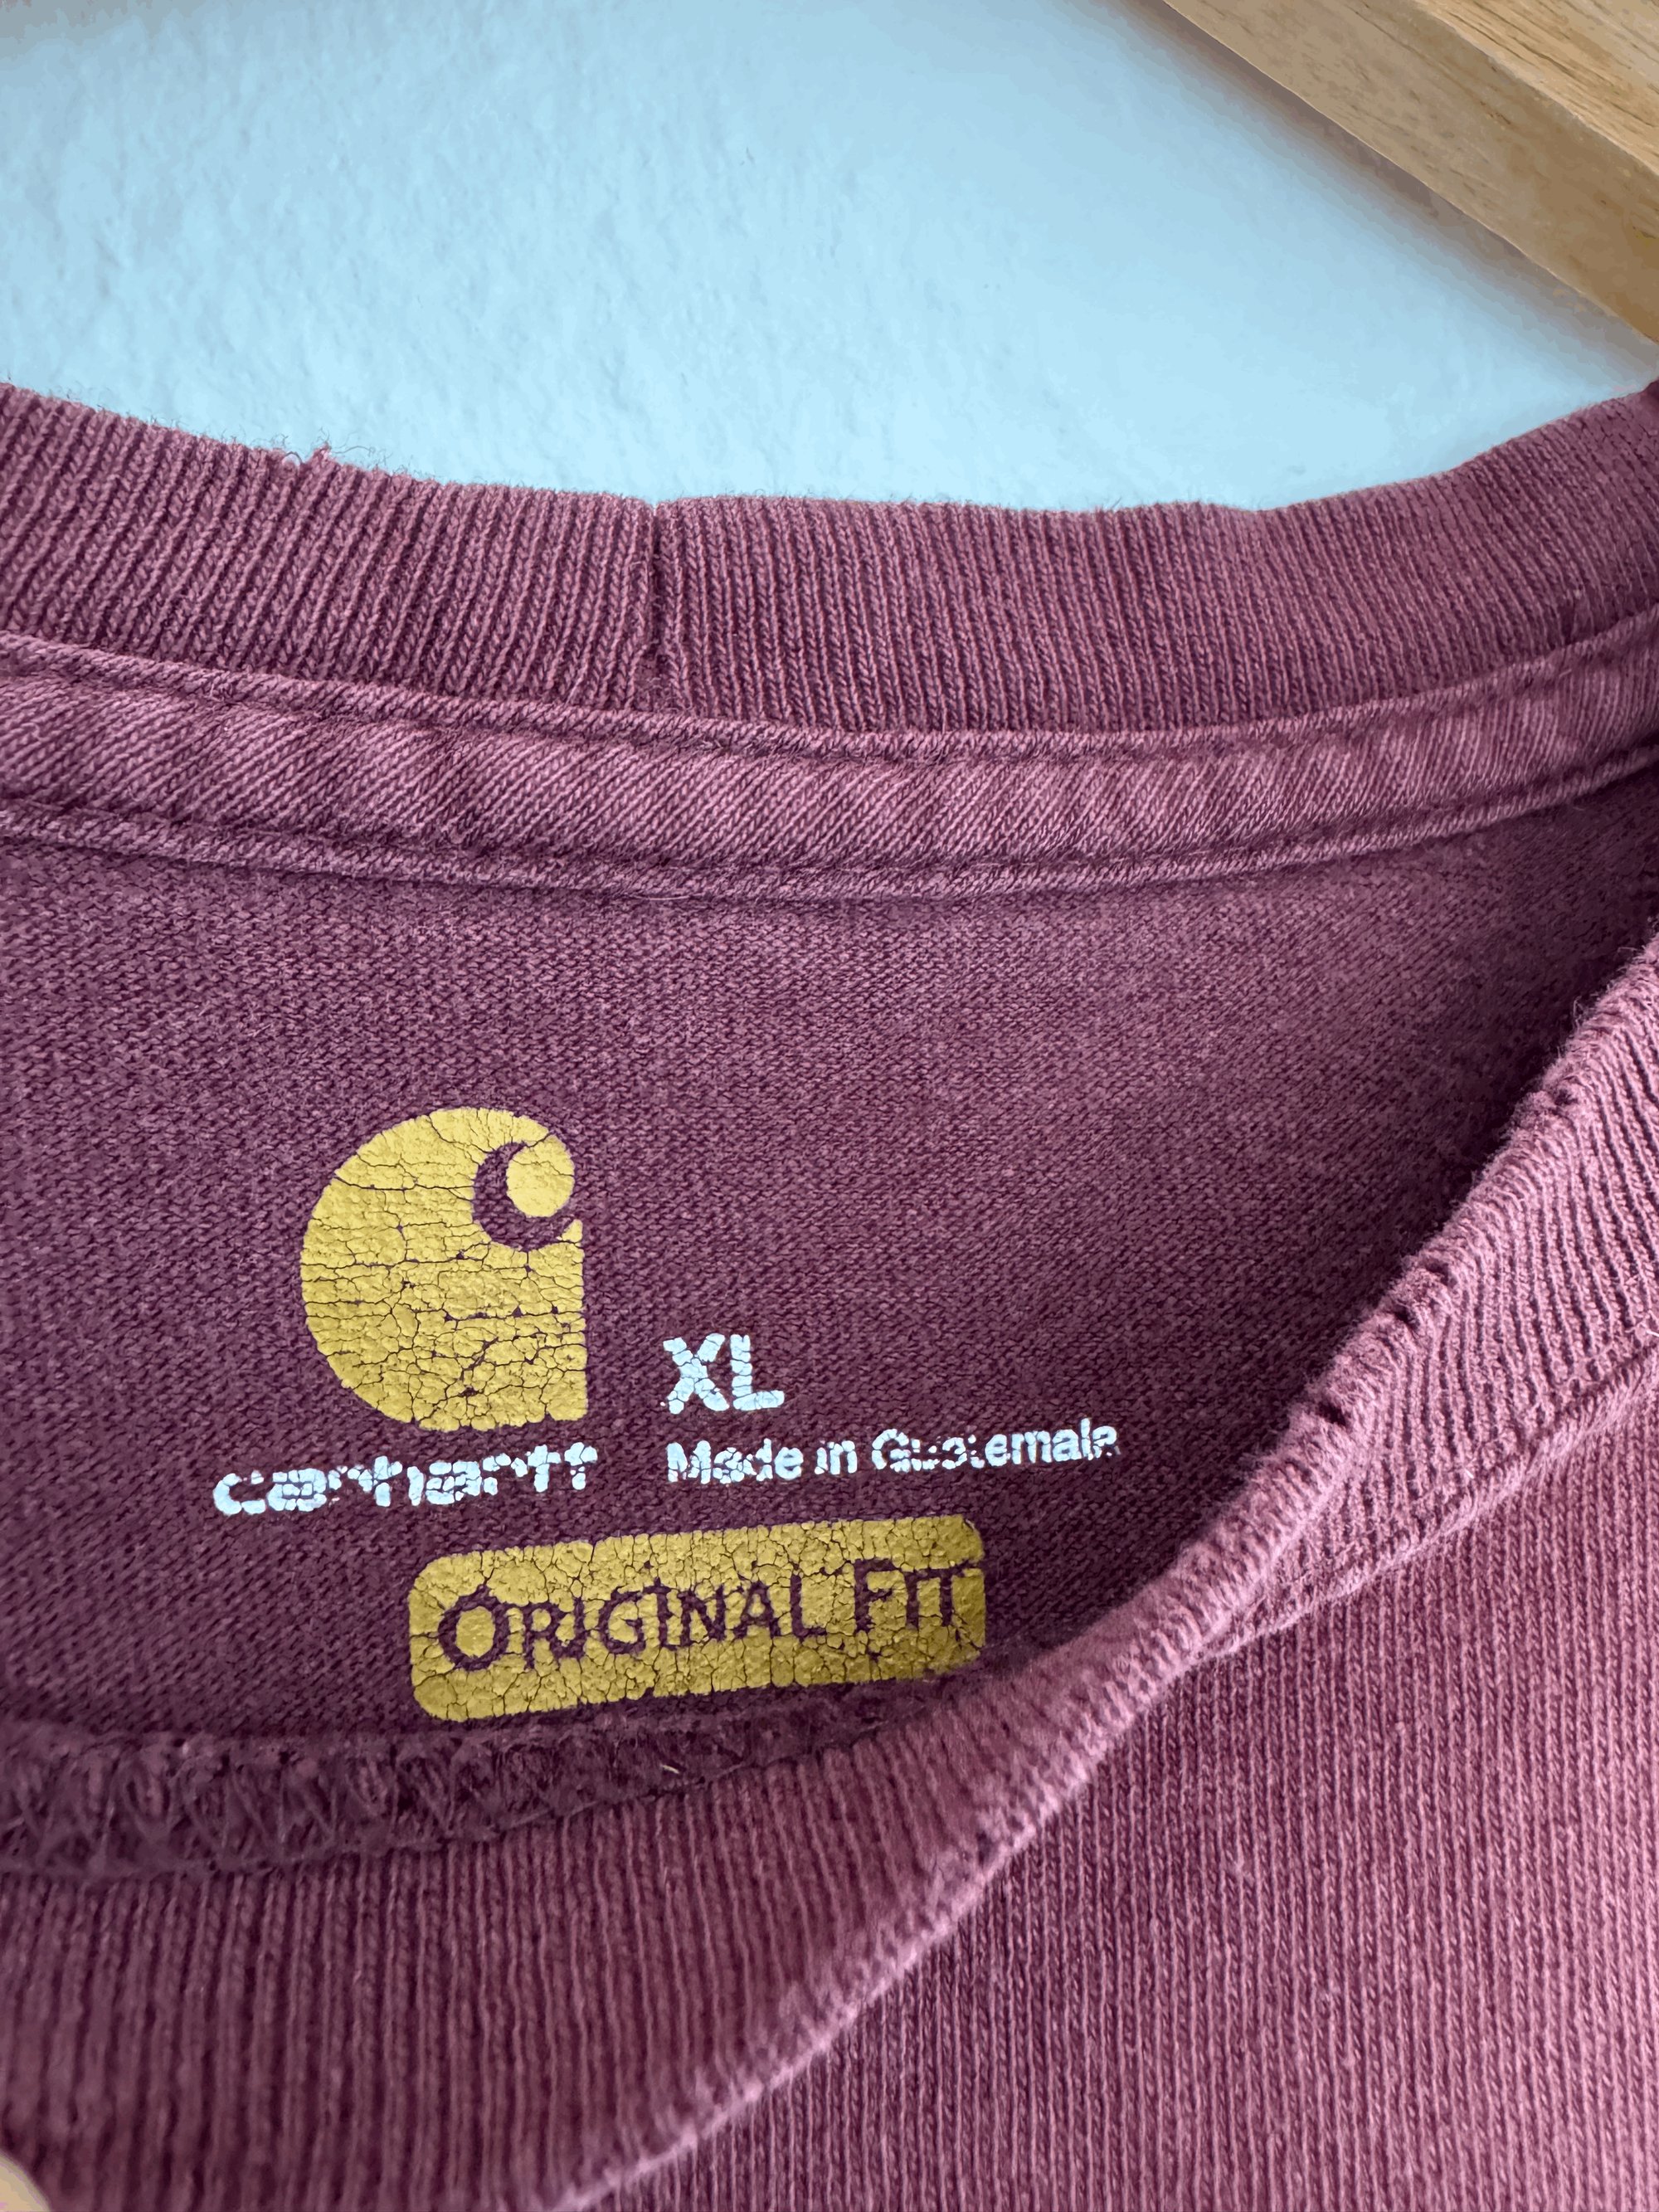 XL
carhartt
Made in Guatemala
ORIGINAL FIT